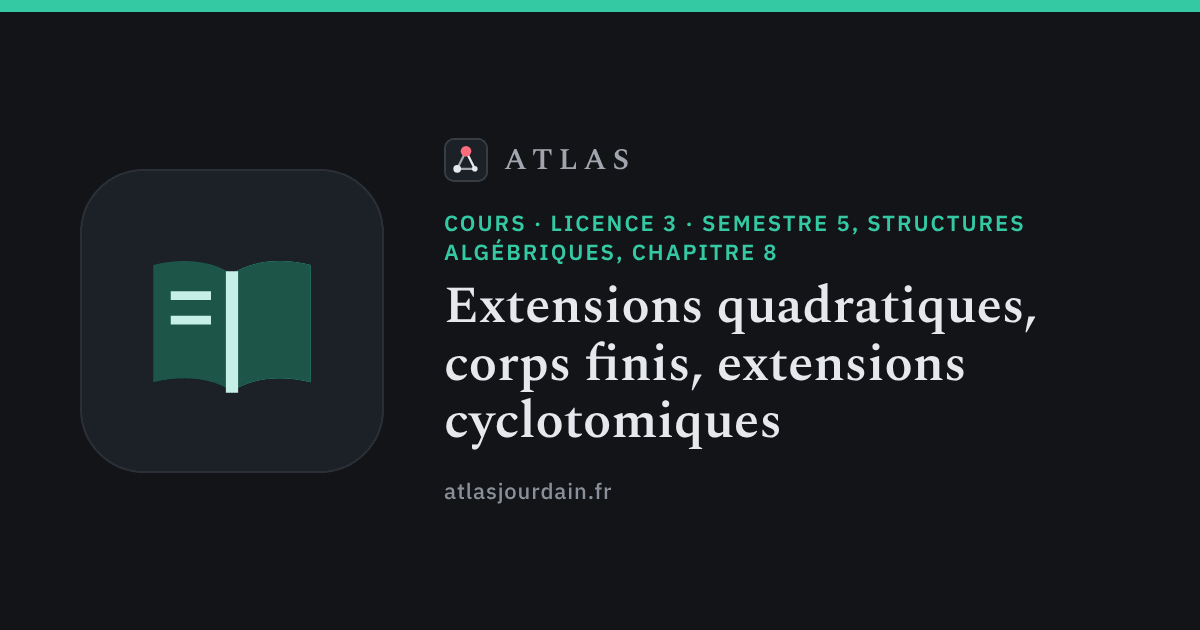 ATLAS
COURS · LICENCE 3 · SEMESTRE 5, STRUCTURES
ALGÉBRIQUES, CHAPITRE 8
Extensions quadratiques,
corps finis, extensions
cyclotomiques
atlasjourdain.fr